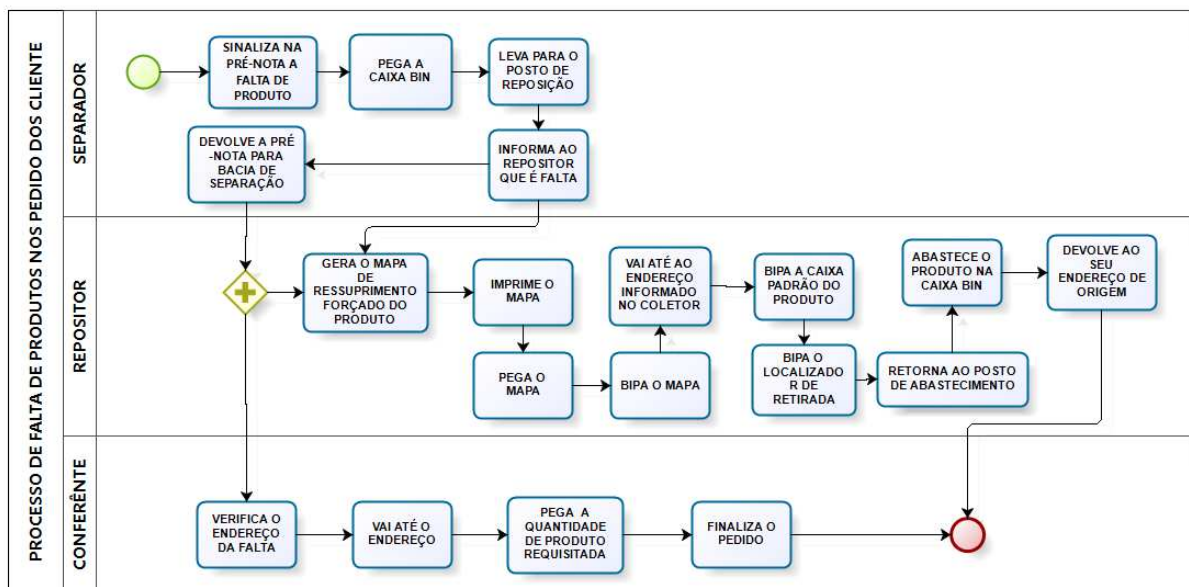 PROCESSO DE FALTA DE PRODUTOS NOS PEDIDO DOS CLIENTE
SEPARADOR
SINALIZA NA
PRÉ-NOTA A
FALTA DE
PRODUTO
PEGA A
CAIXA BIN
LEVA PARA O
POSTO DE
REPOSIÇÃO
DEVOLVE A PRÉ
-NOTA PARA
BACIA DE
SEPARAÇÃO
INFORMA AO
REPOSITOR
QUE É FALTA
REPOSITOR
GERA O MAPA
DE
RESSUPRIMENTO
FORÇADO DO
PRODUTO
IMPRIME O
MAPA
PEGA O
MAPA
BIPA O MAPA
VAI ATÉ AO
ENDEREÇO
INFORMADO
NO COLETOR
BIPA A CAIXA
PADRÃO DO
PRODUTO
BIPA O
LOCALIZADO
R DE
RETIRADA
RETORNA AO POSTO
DE ABASTECIMENTO
ABASTECE O
PRODUTO NA
CAIXA BIN
DEVOLVE AO
SEU
ENDEREÇO DE
ORIGEM
CONFERÊNTE
VERIFICA O
ENDEREÇO
DA FALTA
VAI ATÉ O
ENDEREÇO
PEGA A
QUANTIDADE
DE PRODUTO
REQUISITADA
FINALIZA O
PEDIDO